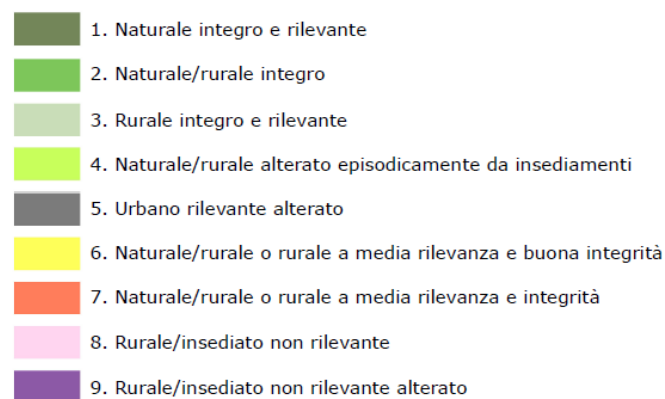 1. Naturale integro e rilevante
2. Naturale/rurale integro
3. Rurale integro e rilevante
4. Naturale/rurale alterato episodicamente da insediamenti
5. Urbano rilevante alterato
6. Naturale/rurale o rurale a media rilevanza e buona integrità
7. Naturale/rurale o rurale a media rilevanza e integrità
8. Rurale/insediato non rilevante
9. Rurale/insediato non rilevante alterato